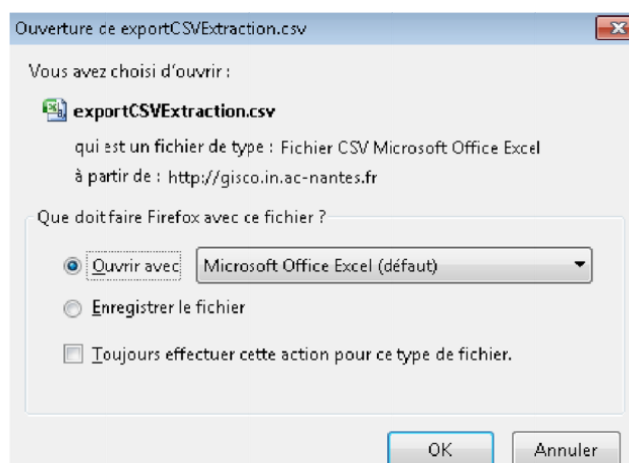 Ouverture de exportCSVExtraction.csv
Vous avez choisi d'ouvrir :
exportCSVExtraction.csv
qui est un fichier de type : Fichier CSV Microsoft Office Excel
à partir de : http://gisco.in.ac-nantes.fr
Que doit faire Firefox avec ce fichier ?
Ouvrir avec Microsoft Office Excel (défaut)
Enregistrer le fichier
Toujours effectuer cette action pour ce type de fichier.
OK Annuler